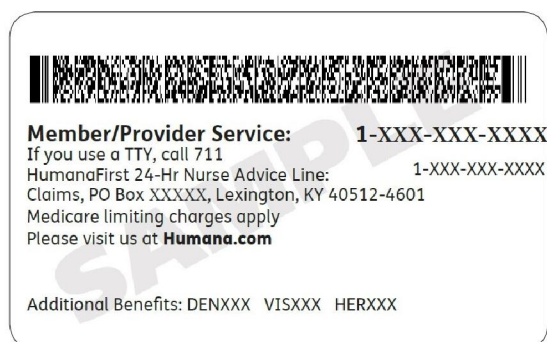 Member/Provider Service: 1-XXX-XXX-XXXX
If you use a TTY, call 711
HumanaFirst 24-Hr Nurse Advice Line: 1-XXX-XXX-XXXX
Claims, PO Box XXXXX, Lexington, KY 40512-4601
Medicare limiting charges apply
Please visit us at Humana.com
SAMPLE
Additional Benefits: DENXXX VISXXX HERXXX